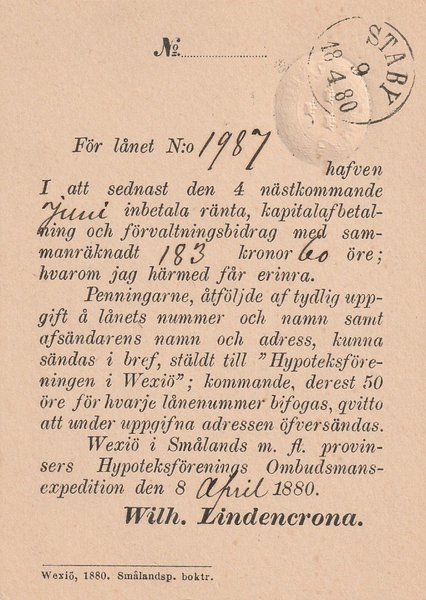 No.
STABY
9
18 4 80
För lånet N:o 1987
hafven
I att sednast den 4 nästkommande
Juni inbetala ränta, kapitalafbetal-
ning och förvaltningsbidrag med sam-
manräknadt 183 kronor 60 öre;
hvarom jag härmed får erinra.
Penningarne, åtföljde af tydlig upp-
gift å lånets nummer och namn samt
afsändarens namn och adress, kunna
sändas i bref, stäldt till "Hypoteksföre-
ningen i Wexiö"; kommande, derest 50
öre för hvarje lånenummer bifogas, qvitto
att under uppgifna adressen öfversändas.
Wexiö i Smålands m. fl. provin-
sers Hypoteksförenings Ombudsmans-
expedition den 8 April 1880.
Wilh. Lindencrona.
Wexiö, 1880. Smålandsp. boktr.